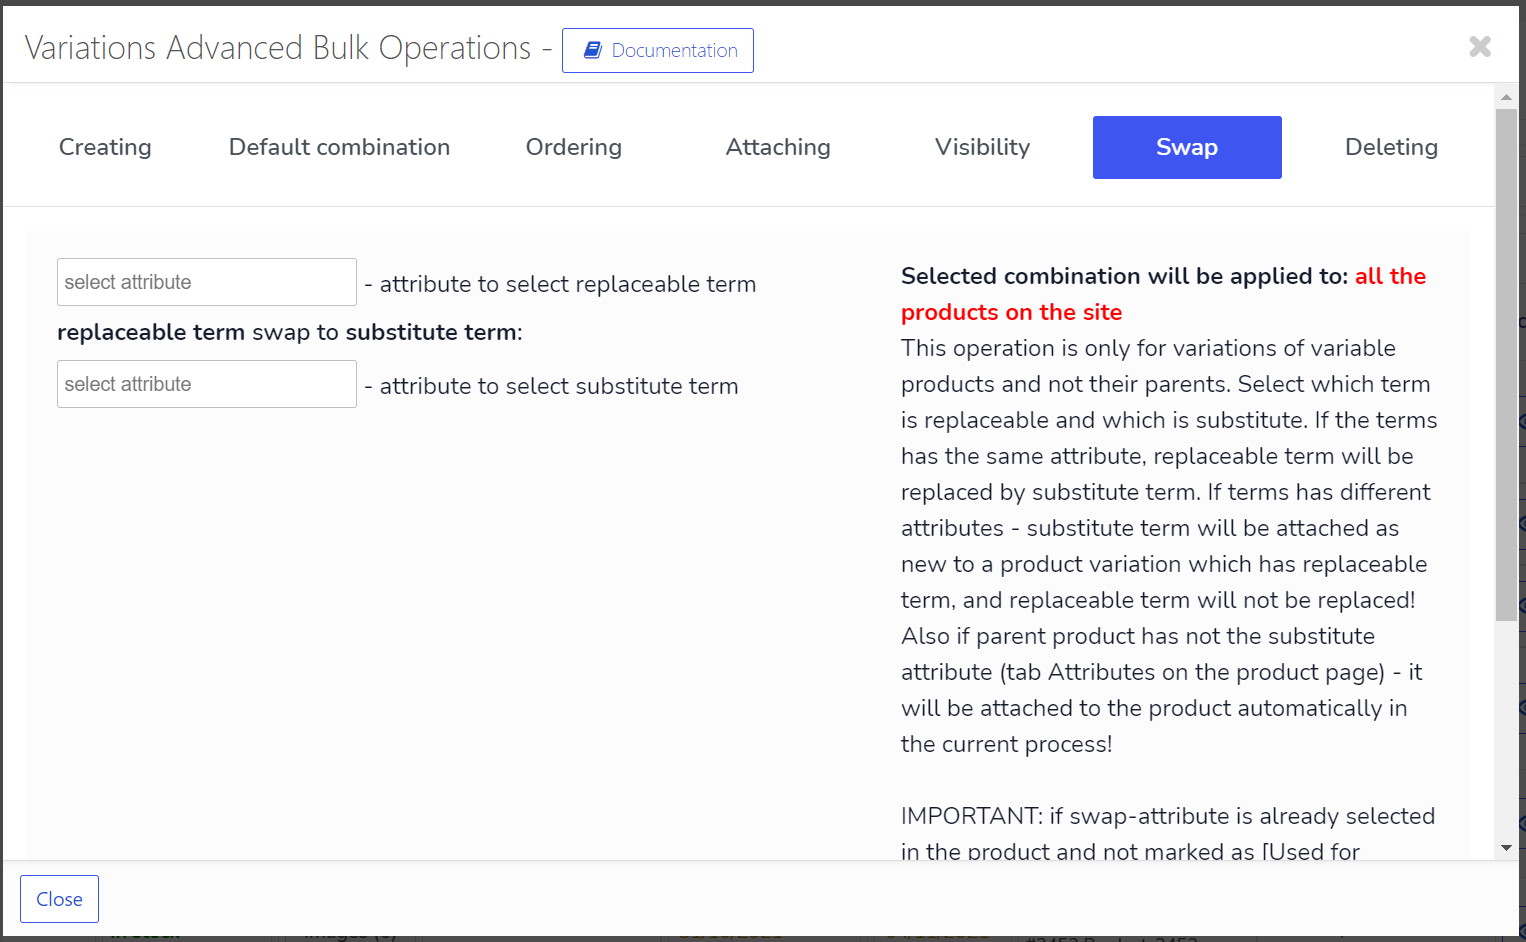 Variations Advanced Bulk Operations - Documentation
Creating Default combination Ordering Attaching Visibility Swap Deleting
select attribute - attribute to select replaceable term
replaceable term swap to substitute term:
select attribute - attribute to select substitute term
Selected combination will be applied to: all the
products on the site
This operation is only for variations of variable
products and not their parents. Select which term
is replaceable and which is substitute. If the terms
has the same attribute, replaceable term will be
replaced by substitute term. If terms has different
attributes - substitute term will be attached as
new to a product variation which has replaceable
term, and replaceable term will not be replaced!
Also if parent product has not the substitute
attribute (tab Attributes on the product page) - it
will be attached to the product automatically in
the current process!
IMPORTANT: if swap-attribute is already selected
in the product and not marked as [Used for
Close